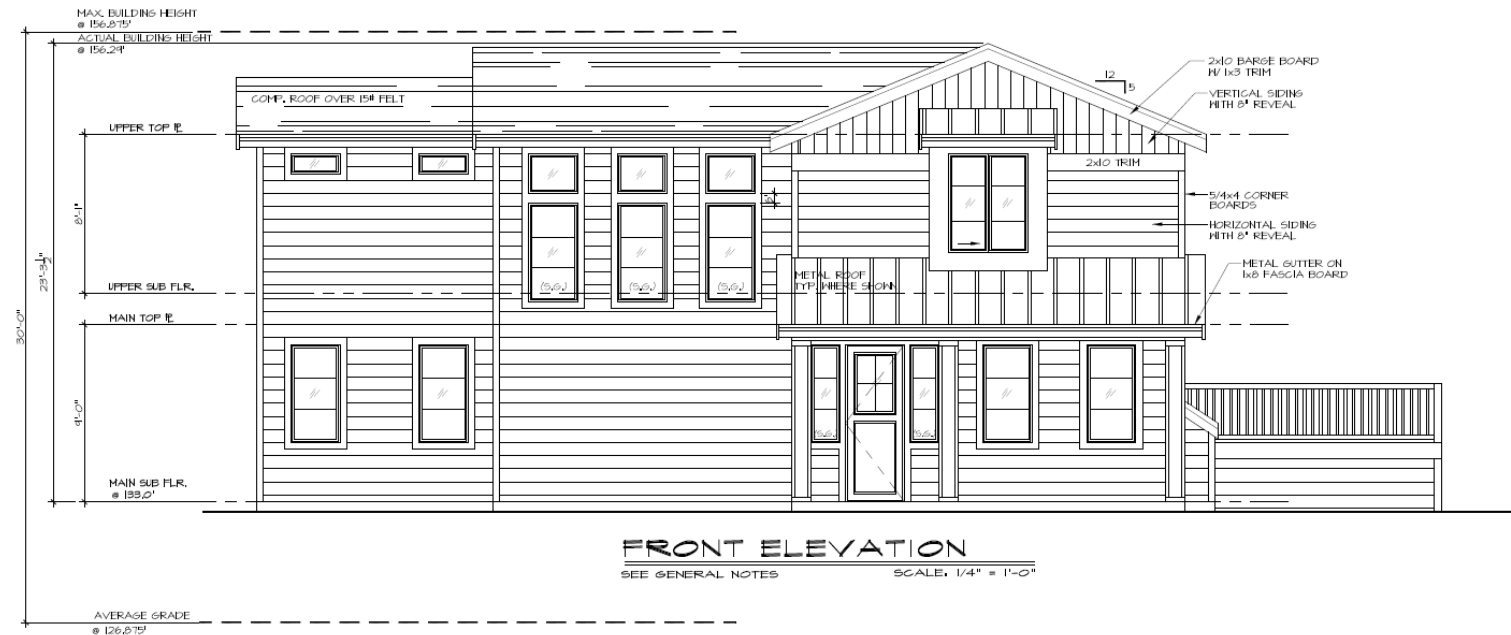 MAX. BUILDING HEIGHT
@ 156.875'
ACTUAL BUILDING HEIGHT
@ 156.29'
2x10 BARGE BOARD
W/ 1x3 TRIM
12
5
VERTICAL SIDING
WITH 8" REVEAL
COMP. ROOF OVER 15# FELT
UPPER TOP PL
2x10 TRIM
5/4x4 CORNER
BOARDS
6"
8'-1"
HORIZONTAL SIDING
WITH 8" REVEAL
METAL GUTTER ON
1x8 FASCIA BOARD
METAL ROOF
TYP. WHERE SHOWN
23'-3 1/2"
UPPER SUB FLR.
(S.G.) (S.G.) (S.G.)
MAIN TOP PL
30'-0"
9'-0"
(S.G.) (S.G.)
MAIN SUB FLR.
@ 133.0'
FRONT ELEVATION
SEE GENERAL NOTES SCALE: 1/4" = 1'-0"
AVERAGE GRADE
@ 126.875'